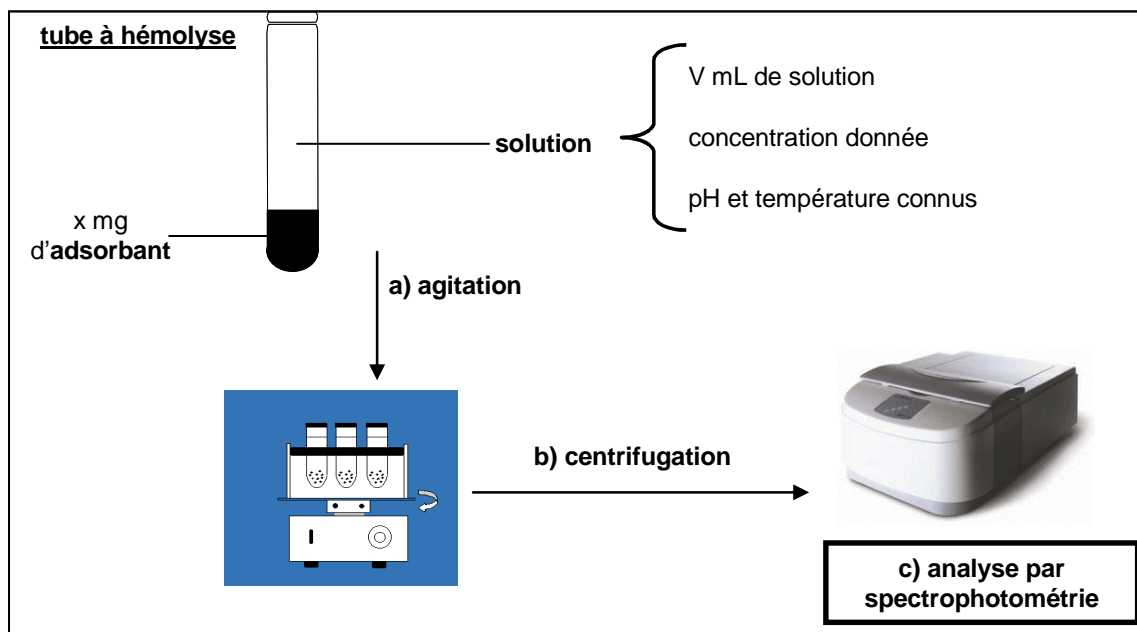 tube à hémolyse
V mL de solution
solution
concentration donnée
pH et température connus
x mg
d'adsorbant
a) agitation
b) centrifugation
c) analyse par
spectrophotométrie